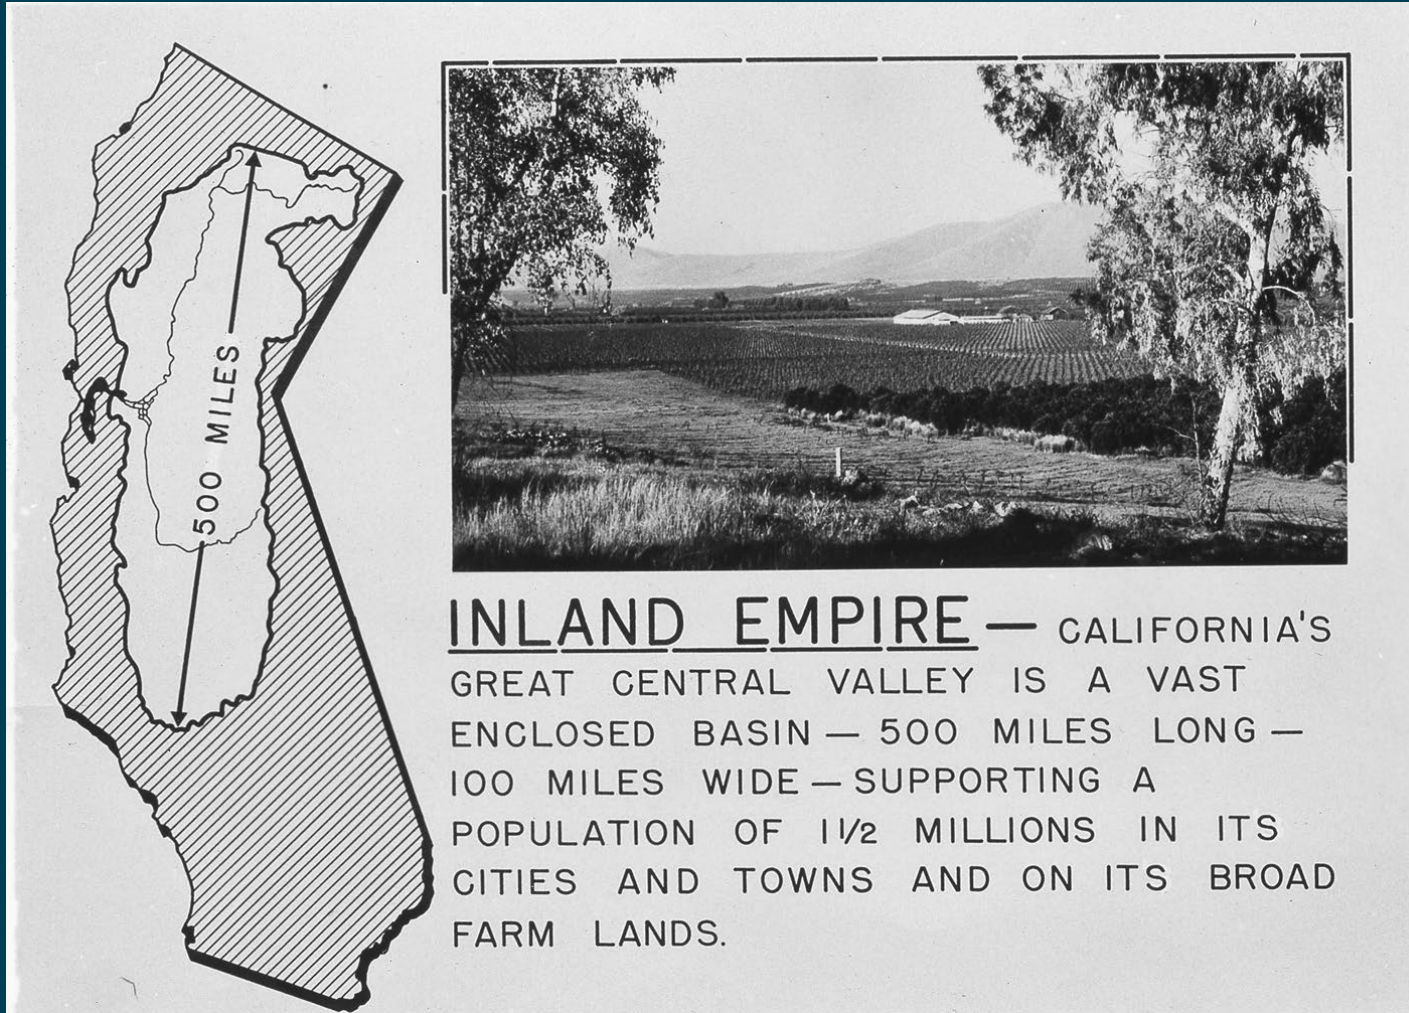 500 MILES
INLAND EMPIRE — CALIFORNIA'S
GREAT CENTRAL VALLEY IS A VAST
ENCLOSED BASIN — 500 MILES LONG —
100 MILES WIDE — SUPPORTING A
POPULATION OF 1 1/2 MILLIONS IN ITS
CITIES AND TOWNS AND ON ITS BROAD
FARM LANDS.